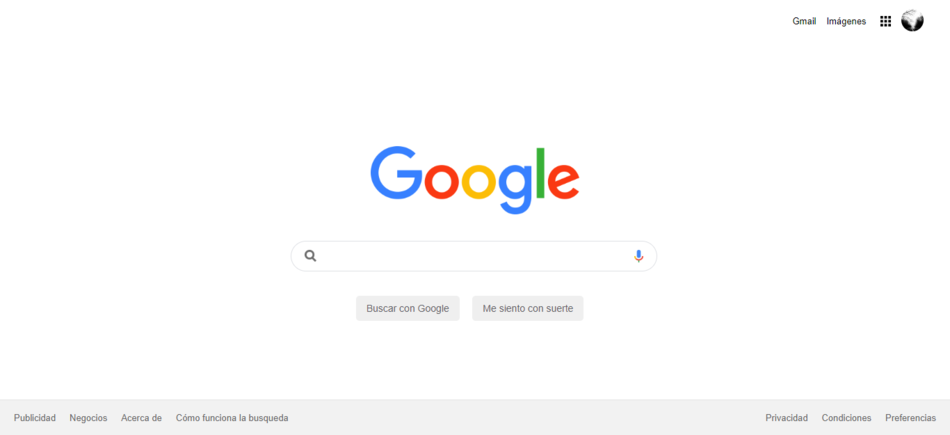 Gmail Imágenes
Google
Buscar con Google Me siento con suerte
Publicidad Negocios Acerca de Cómo funciona la busqueda Privacidad Condiciones Preferencias